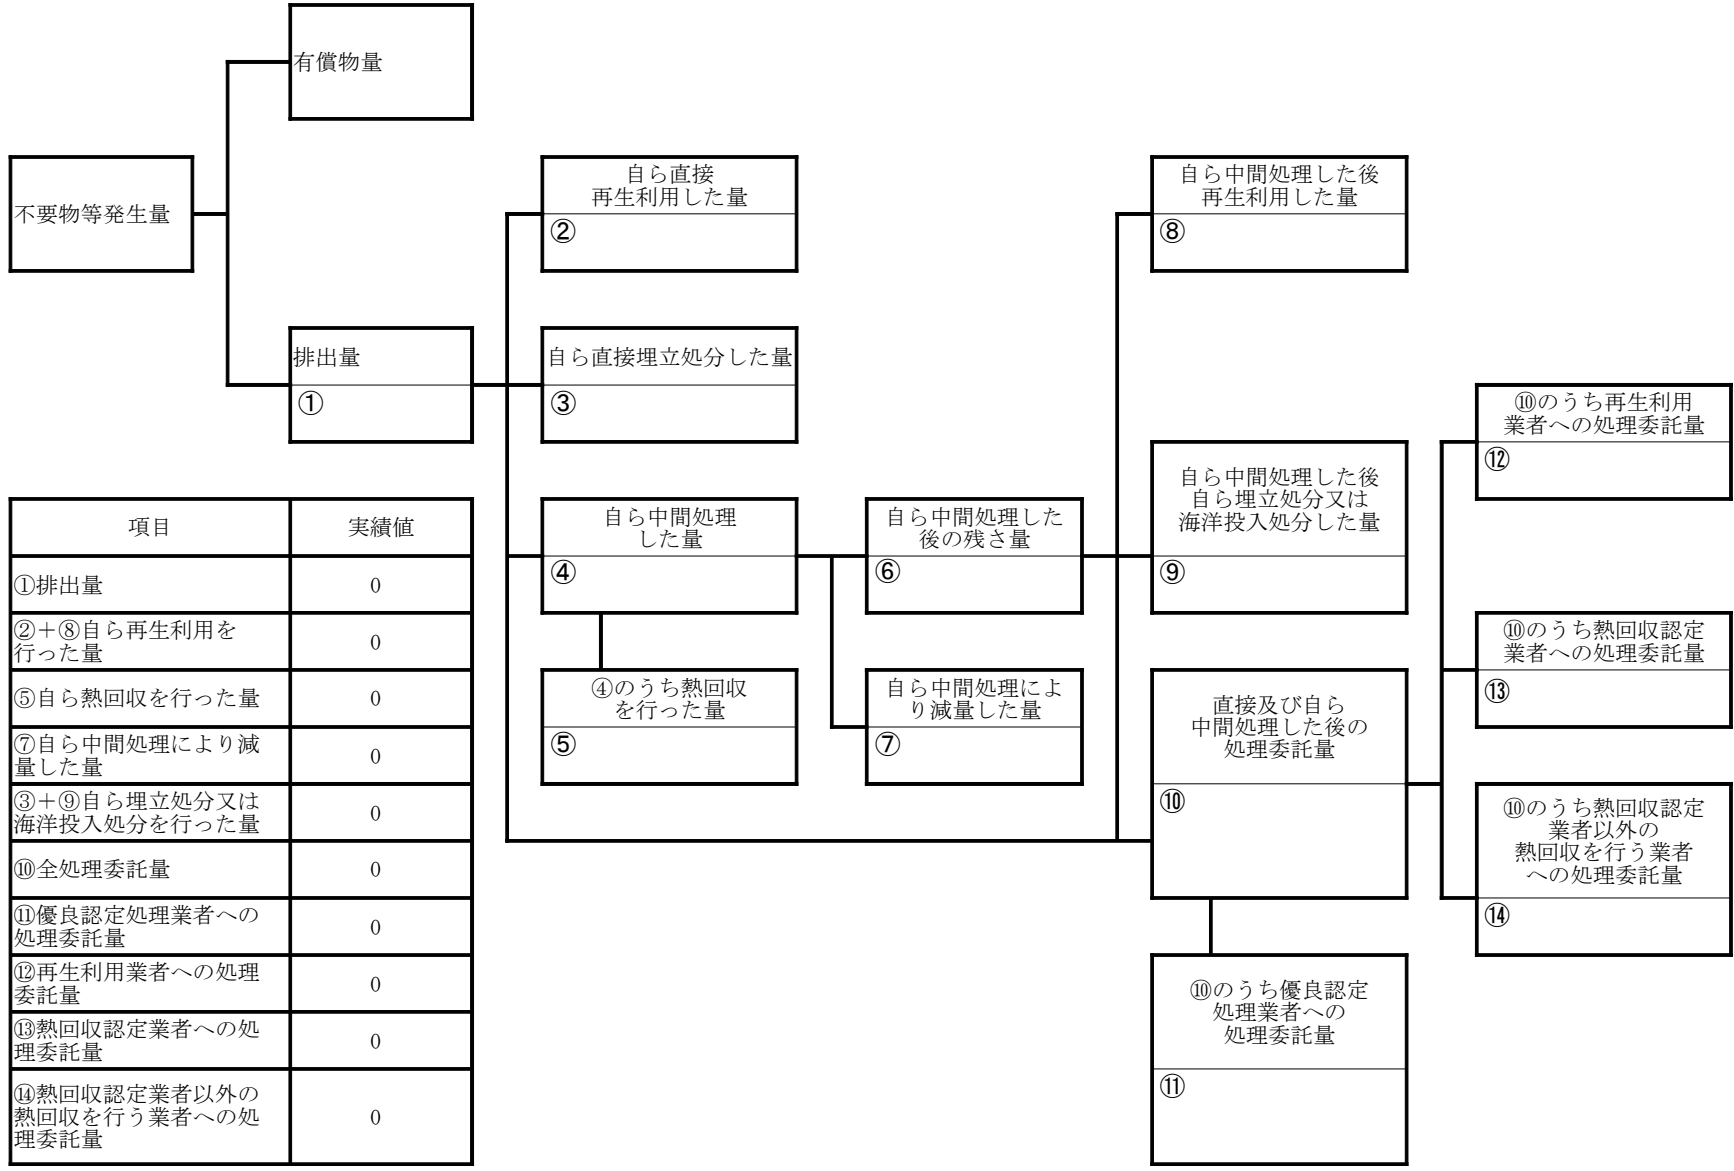 有償物量
不要物等発生量
自ら直接
再生利用した量
②
自ら中間処理した後
再生利用した量
⑧
排出量
①
自ら直接埋立処分した量
③
⑩のうち再生利用
業者への処理委託量
⑫
自ら中間処理した後
自ら埋立処分又は
海洋投入処分した量
⑨
自ら中間処理
した量
④
自ら中間処理した
後の残さ量
⑥
⑩のうち熱回収認定
業者への処理委託量
⑬
④のうち熱回収
を行った量
⑤
自ら中間処理によ
り減量した量
⑦
直接及び自ら
中間処理した後の
処理委託量
⑩
⑩のうち熱回収認定
業者以外の
熱回収を行う業者
への処理委託量
⑭
⑩のうち優良認定
処理業者への
処理委託量
⑪
項目 実績値
①排出量 0
②+⑧自ら再生利用を
行った量 0
⑤自ら熱回収を行った量 0
⑦自ら中間処理により減
量した量 0
③+⑨自ら埋立処分又は
海洋投入処分を行った量 0
⑩全処理委託量 0
⑪優良認定処理業者への
処理委託量 0
⑫再生利用業者への処理
委託量 0
⑬熱回収認定業者への処
理委託量 0
⑭熱回収認定業者以外の
熱回収を行う業者への処
理委託量 0